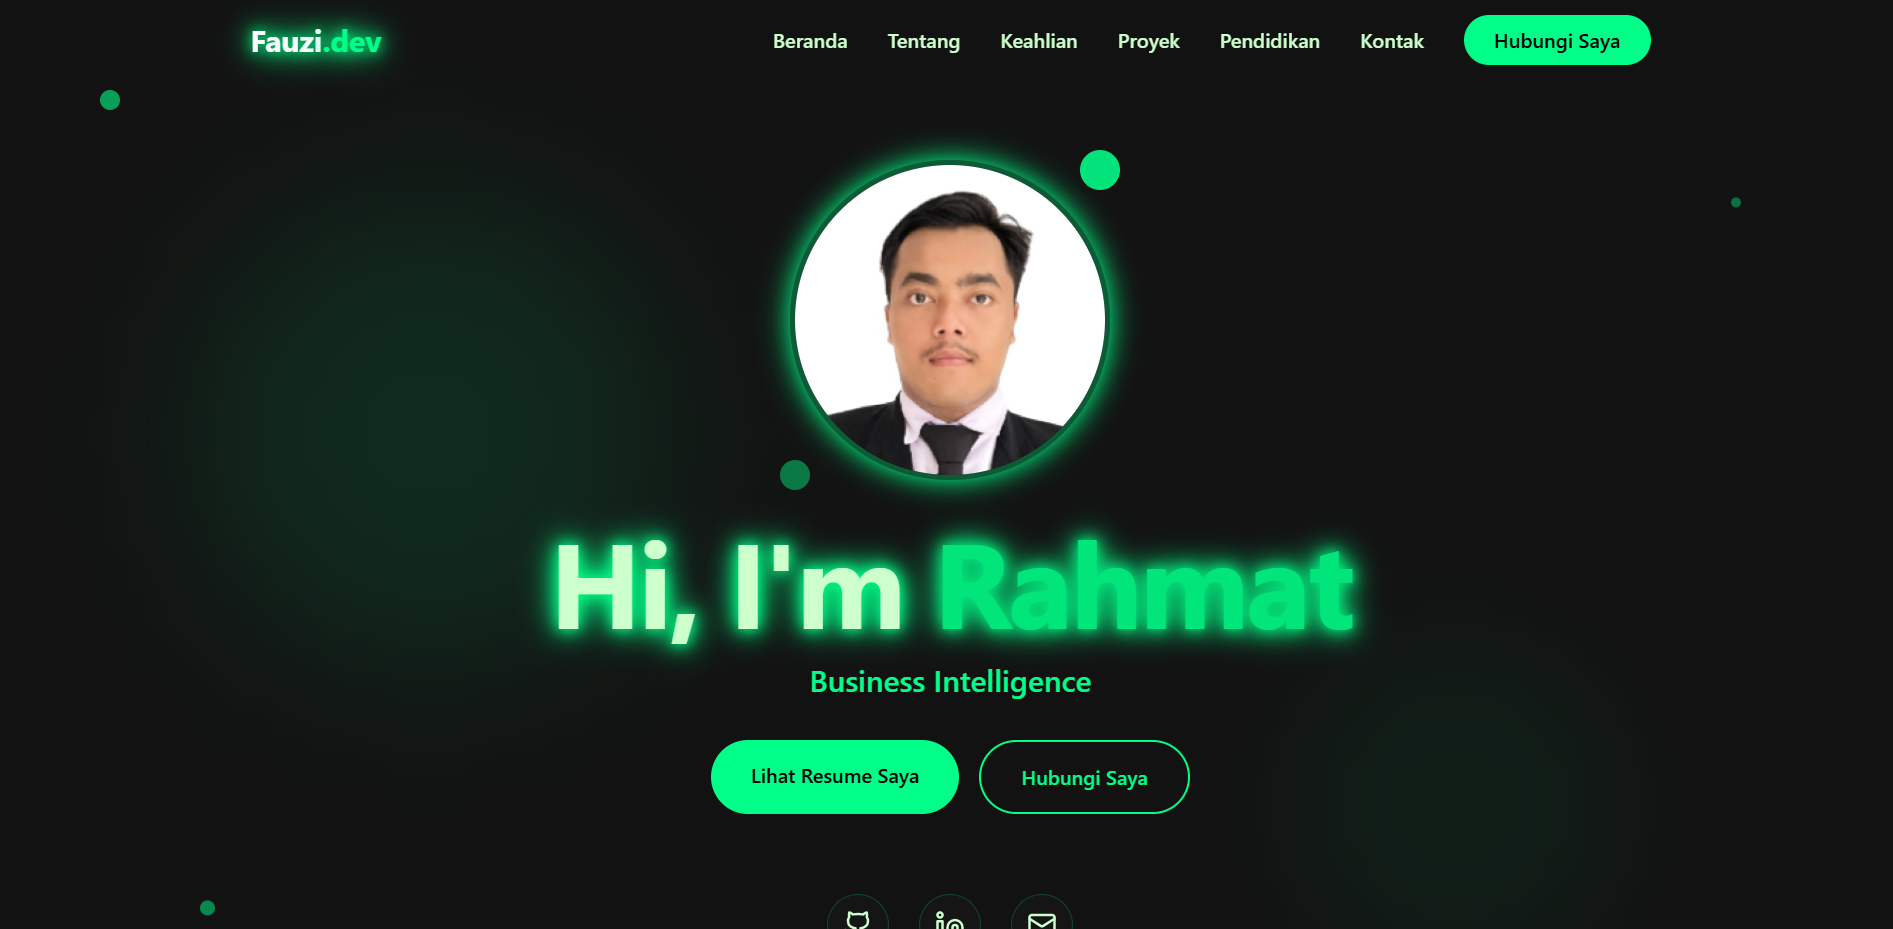 Fauzi.dev
Beranda Tentang Keahlian Proyek Pendidikan Kontak Hubungi Saya
Hi, I'm Rahmat
Business Intelligence
Lihat Resume Saya Hubungi Saya
in